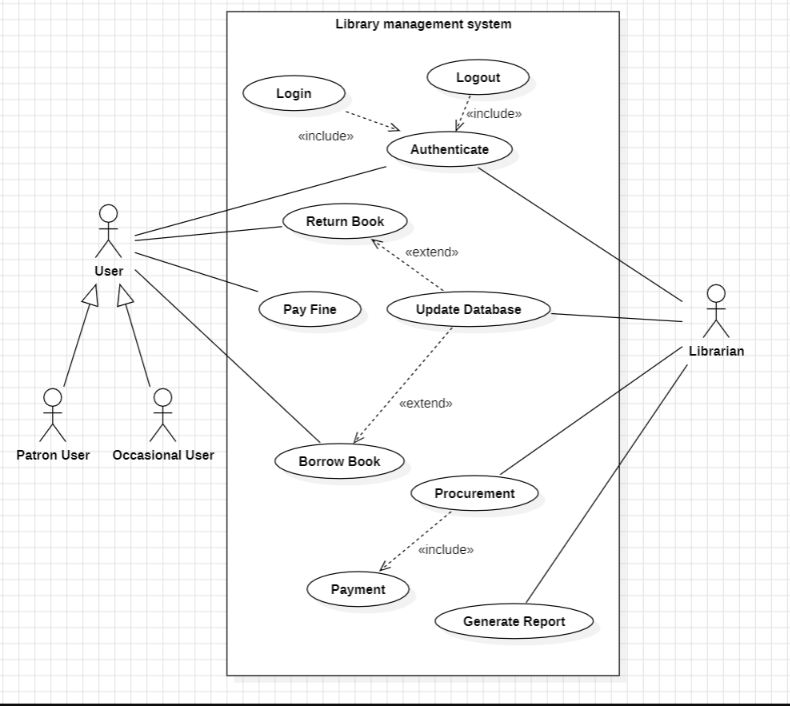 Library management system
Logout
Login
«include»
«include»
Authenticate
Return Book
«extend»
User
Pay Fine
Update Database
Librarian
«extend»
Patron User
Occasional User
Borrow Book
Procurement
«include»
Payment
Generate Report